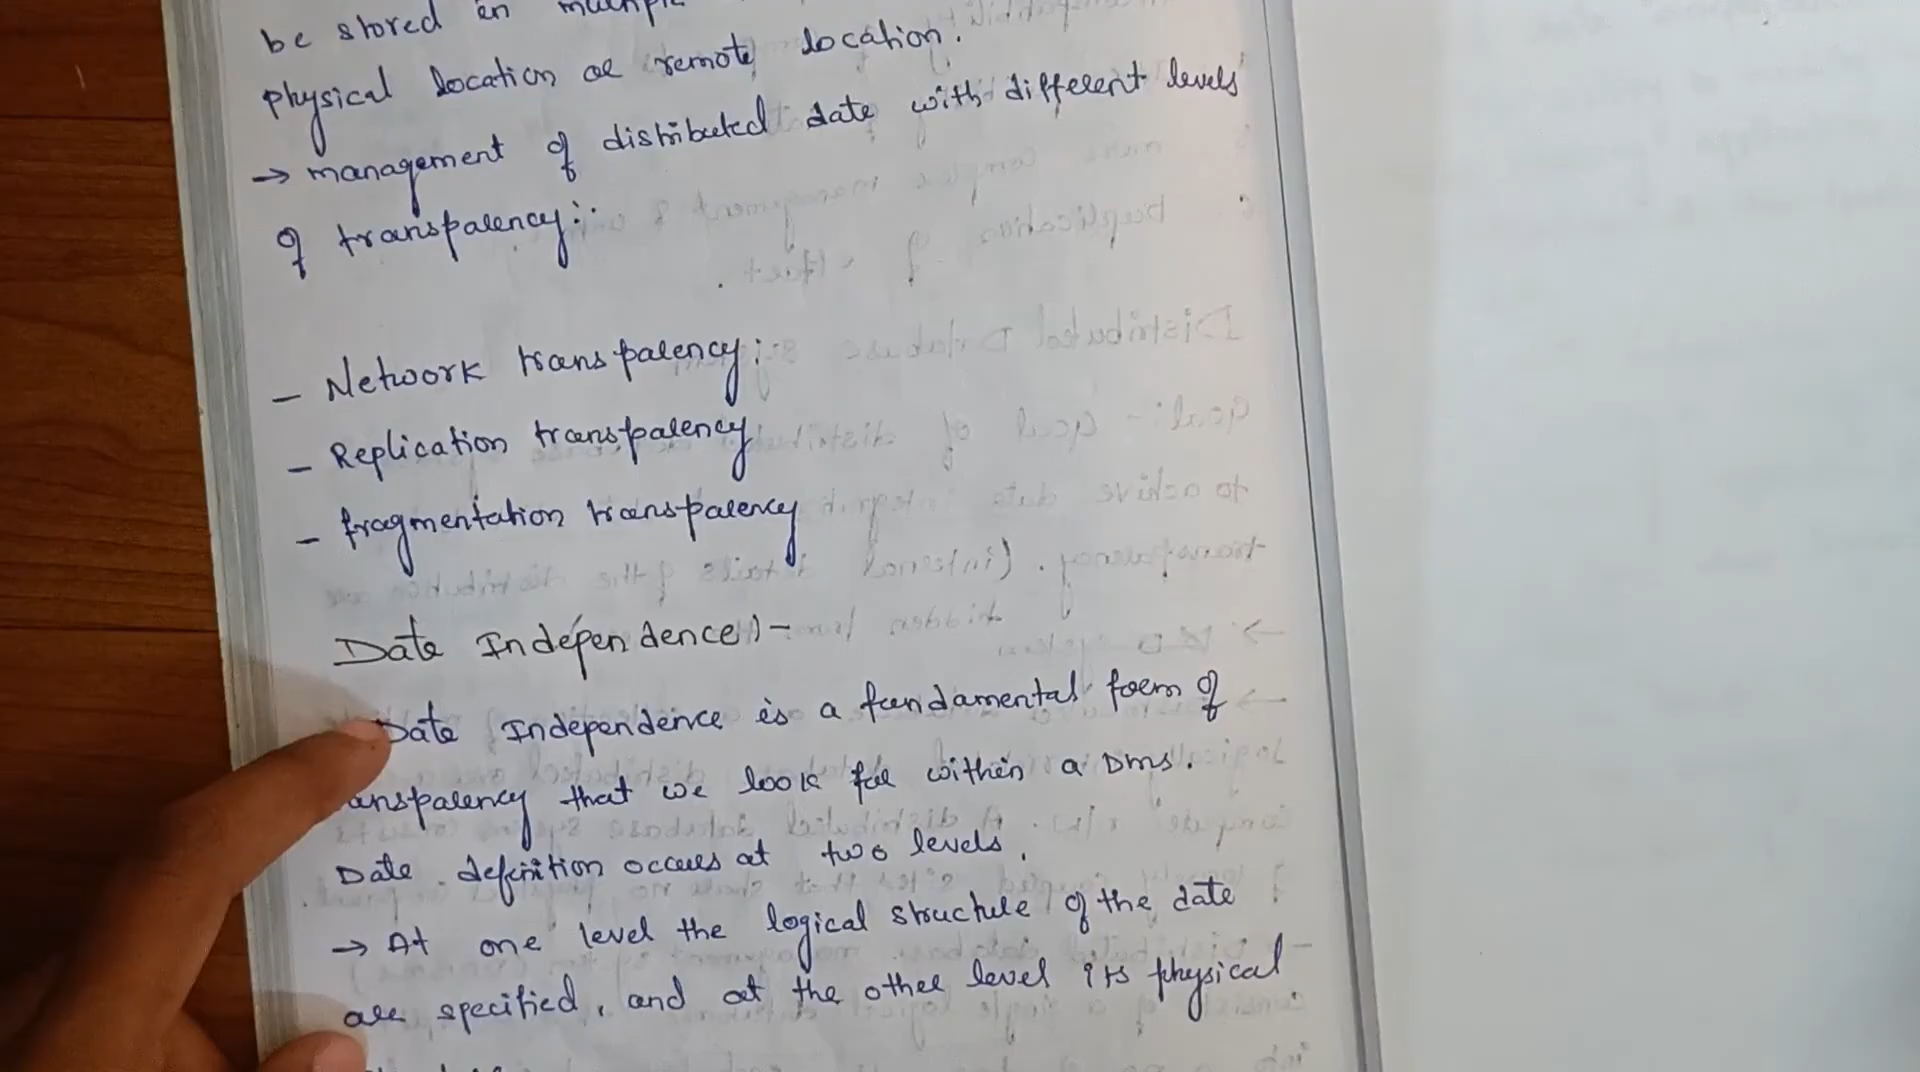 be stored in multiple
physical location or remote location.
→ management of distributed data with different levels
of transparency:.
- Network transparency:
- Replication transparency
- fragmentation transparency
Data Independence :-
Data Independence is a fundamental form of
transparency that we look for within a DMS.
Data definition occurs at two levels.
→ At one level the logical structure of the data
are specified, and at the other level its physical